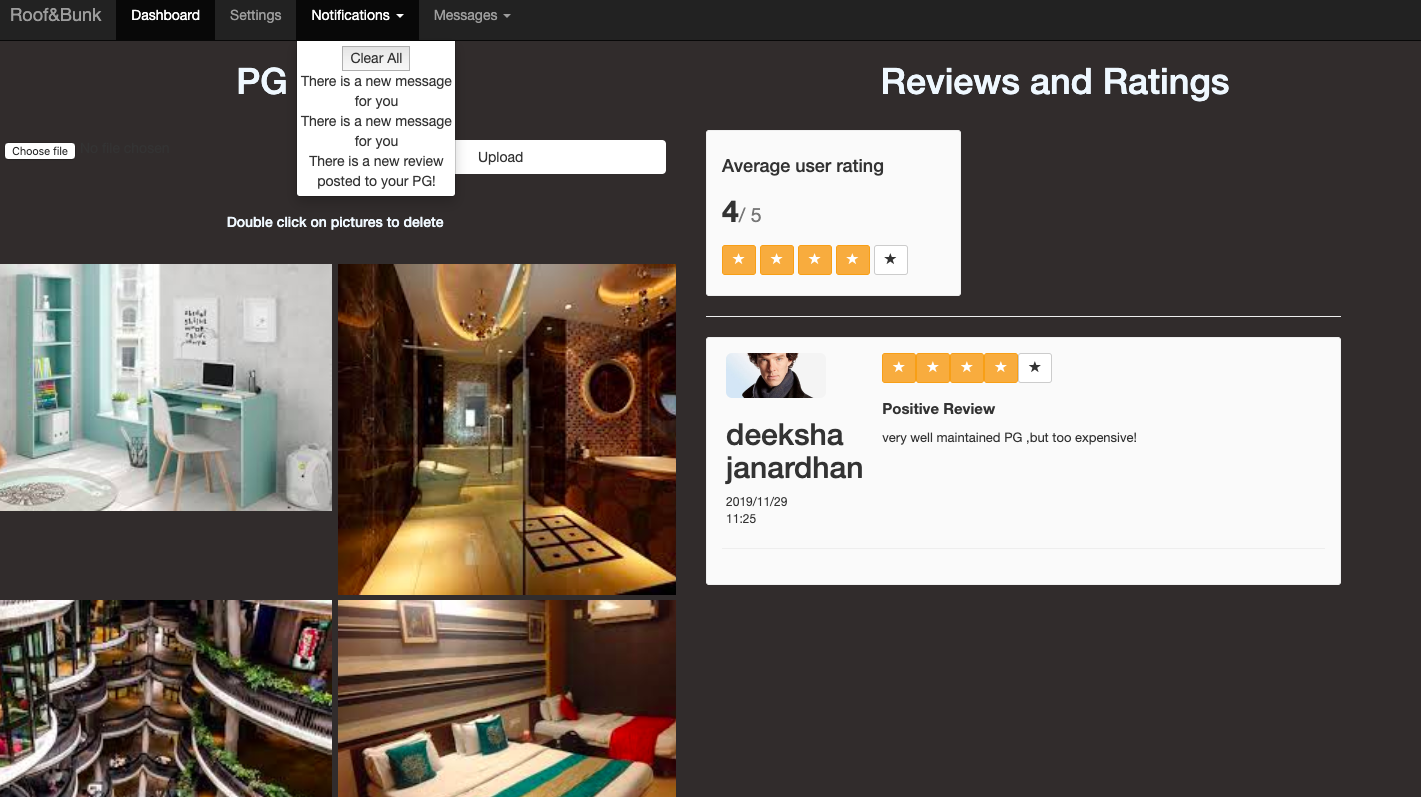 Roof&Bunk
Dashboard
Settings
Notifications
Messages
Clear All
There is a new message
for you
There is a new message
for you
There is a new review
posted to your PG!
PG
Choose file
No file chosen
Upload
Double click on pictures to delete
Reviews and Ratings
Average user rating
4/ 5
deeksha
janardhan
2019/11/29
11:25
Positive Review
very well maintained PG ,but too expensive!